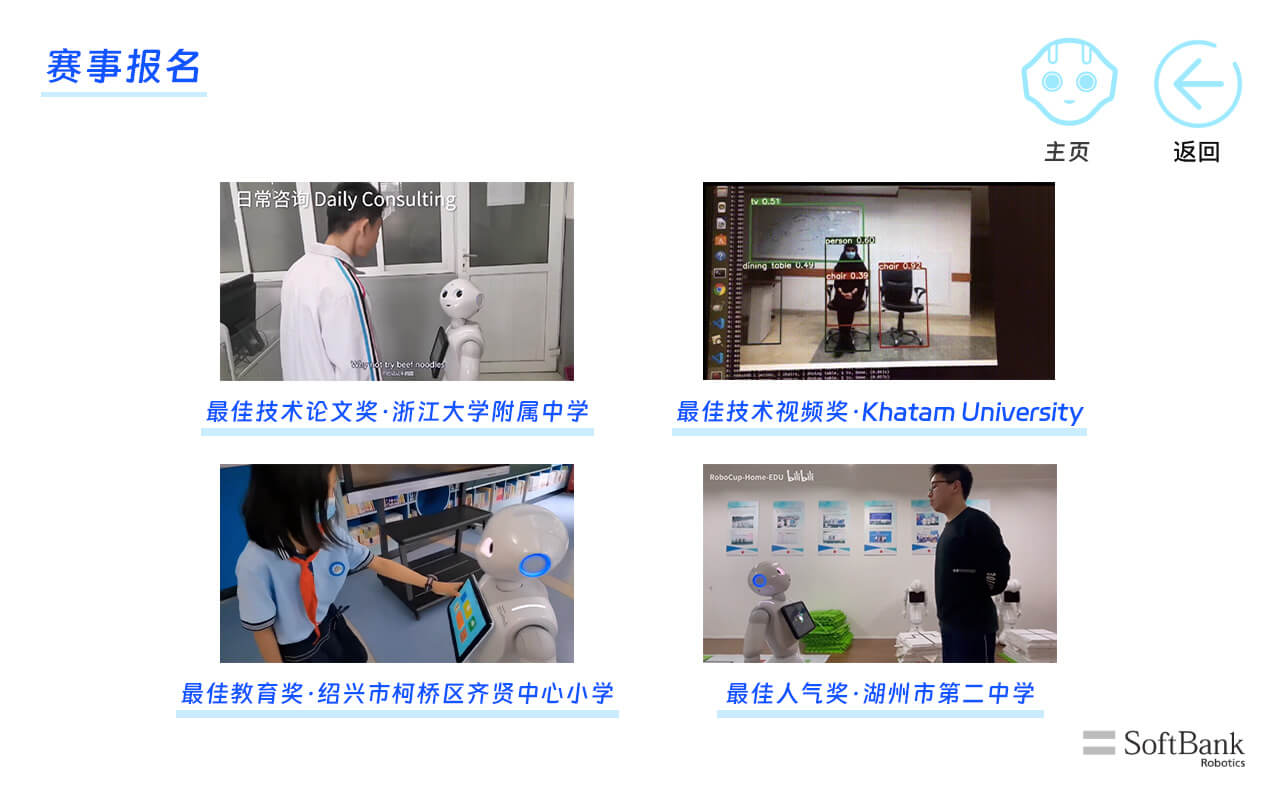 赛事报名
主页
返回
日常咨询 Daily Consulting
Why not try beef noodles
tv 0.51
person 0.60
dining table 0.49
chair 0.39
chair 0.92
最佳技术论文奖·浙江大学附属中学
最佳技术视频奖·Khatam University
RoboCup-Home-EDU bilibili
最佳教育奖·绍兴市柯桥区齐贤中心小学
最佳人气奖·湖州市第二中学
SoftBank
Robotics